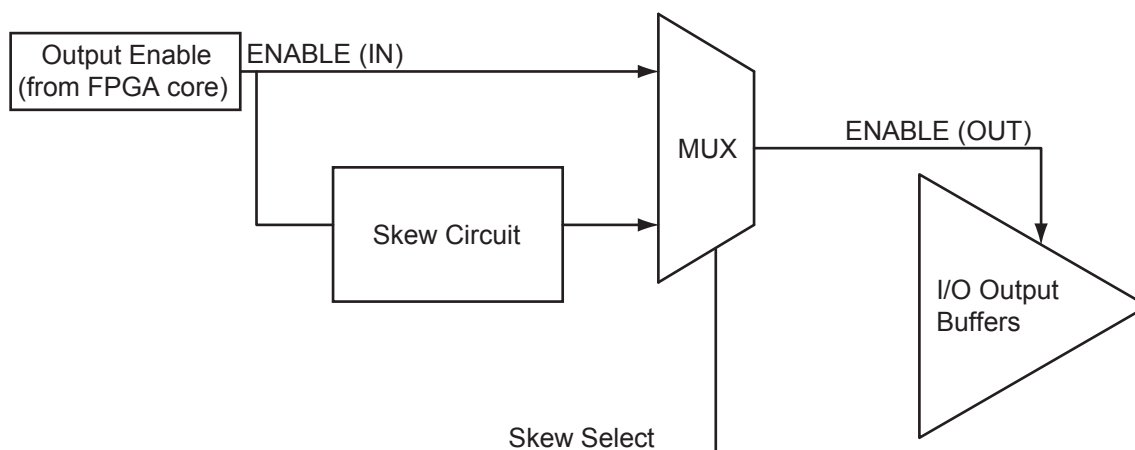 Output Enable
(from FPGA core)
ENABLE (IN)
MUX
ENABLE (OUT)
Skew Circuit
I/O Output
Buffers
Skew Select